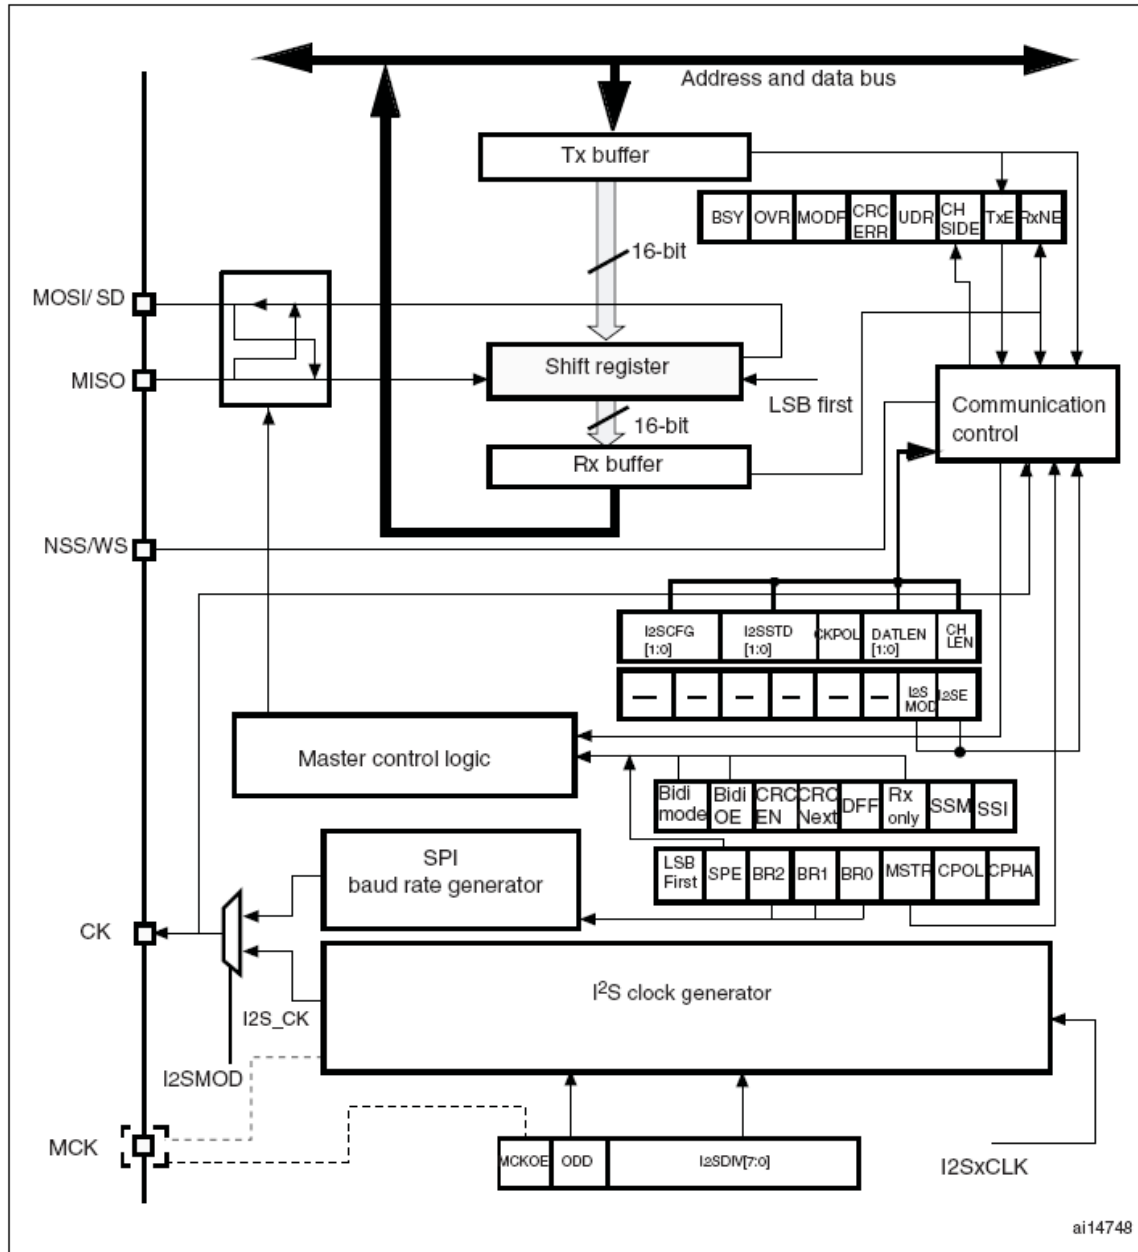 Address and data bus
Tx buffer
BSY OVR MODF CRC ERR UDR CH SIDE TxE RxNE
16-bit
MOSI/ SD
Shift register
MISO
LSB first
Communication control
16-bit
Rx buffer
NSS/WS
I2SCFG [1:0] I2SSTD [1:0] CKPOL DATLEN [1:0] CH LEN
I2S MOD I2SE
Master control logic
Bidi mode Bidi OE CRC EN CRC Next DFF Rx only SSM SSI
SPI
baud rate generator
LSB First SPE BR2 BR1 BR0 MSTR CPOL CPHA
CK
I²S clock generator
I2S_CK
I2SMOD
MCK
MCKOE ODD I2SDIV[7:0]
I2SxCLK
ai14748